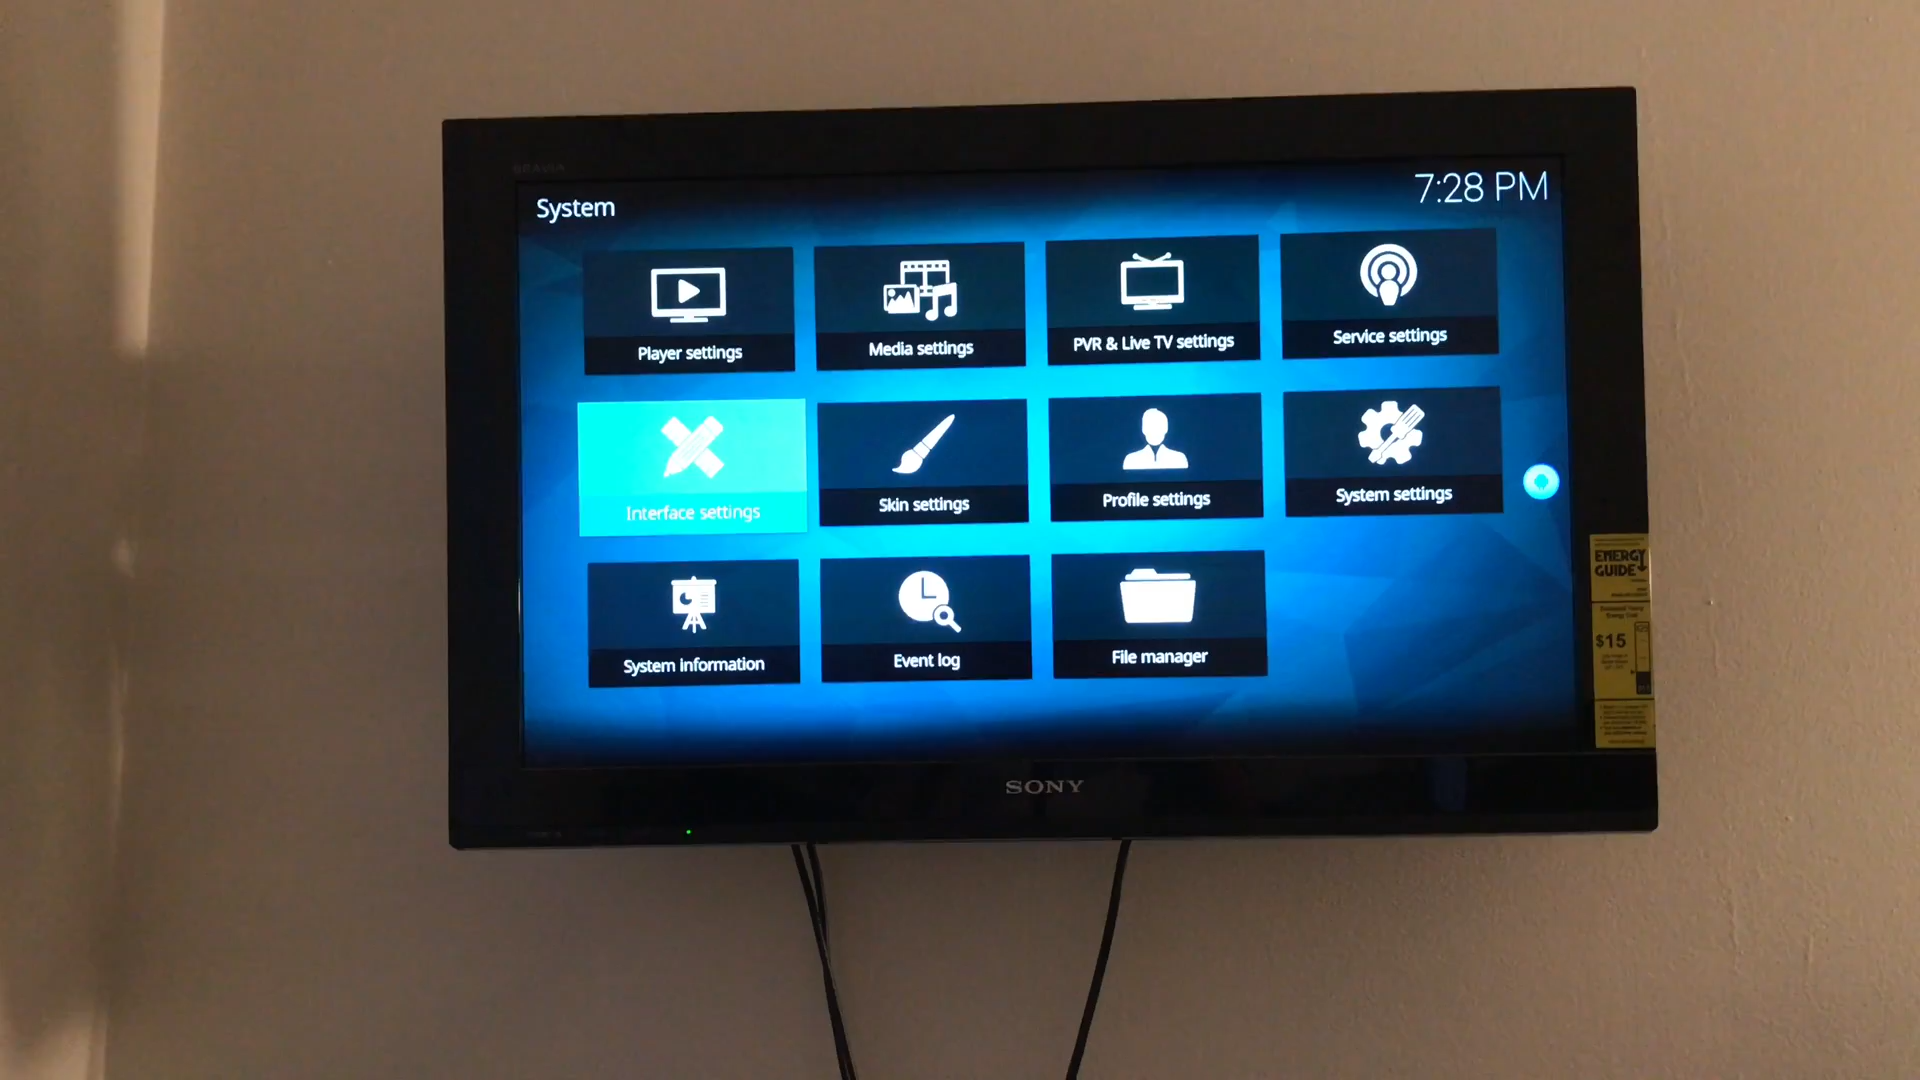 BRAVIA
System
7:28 PM
Player settings
Media settings
PVR & Live TV settings
Service settings
Interface settings
Skin settings
Profile settings
System settings
System information
Event log
File manager
ENERGY
GUIDE
$15
SONY